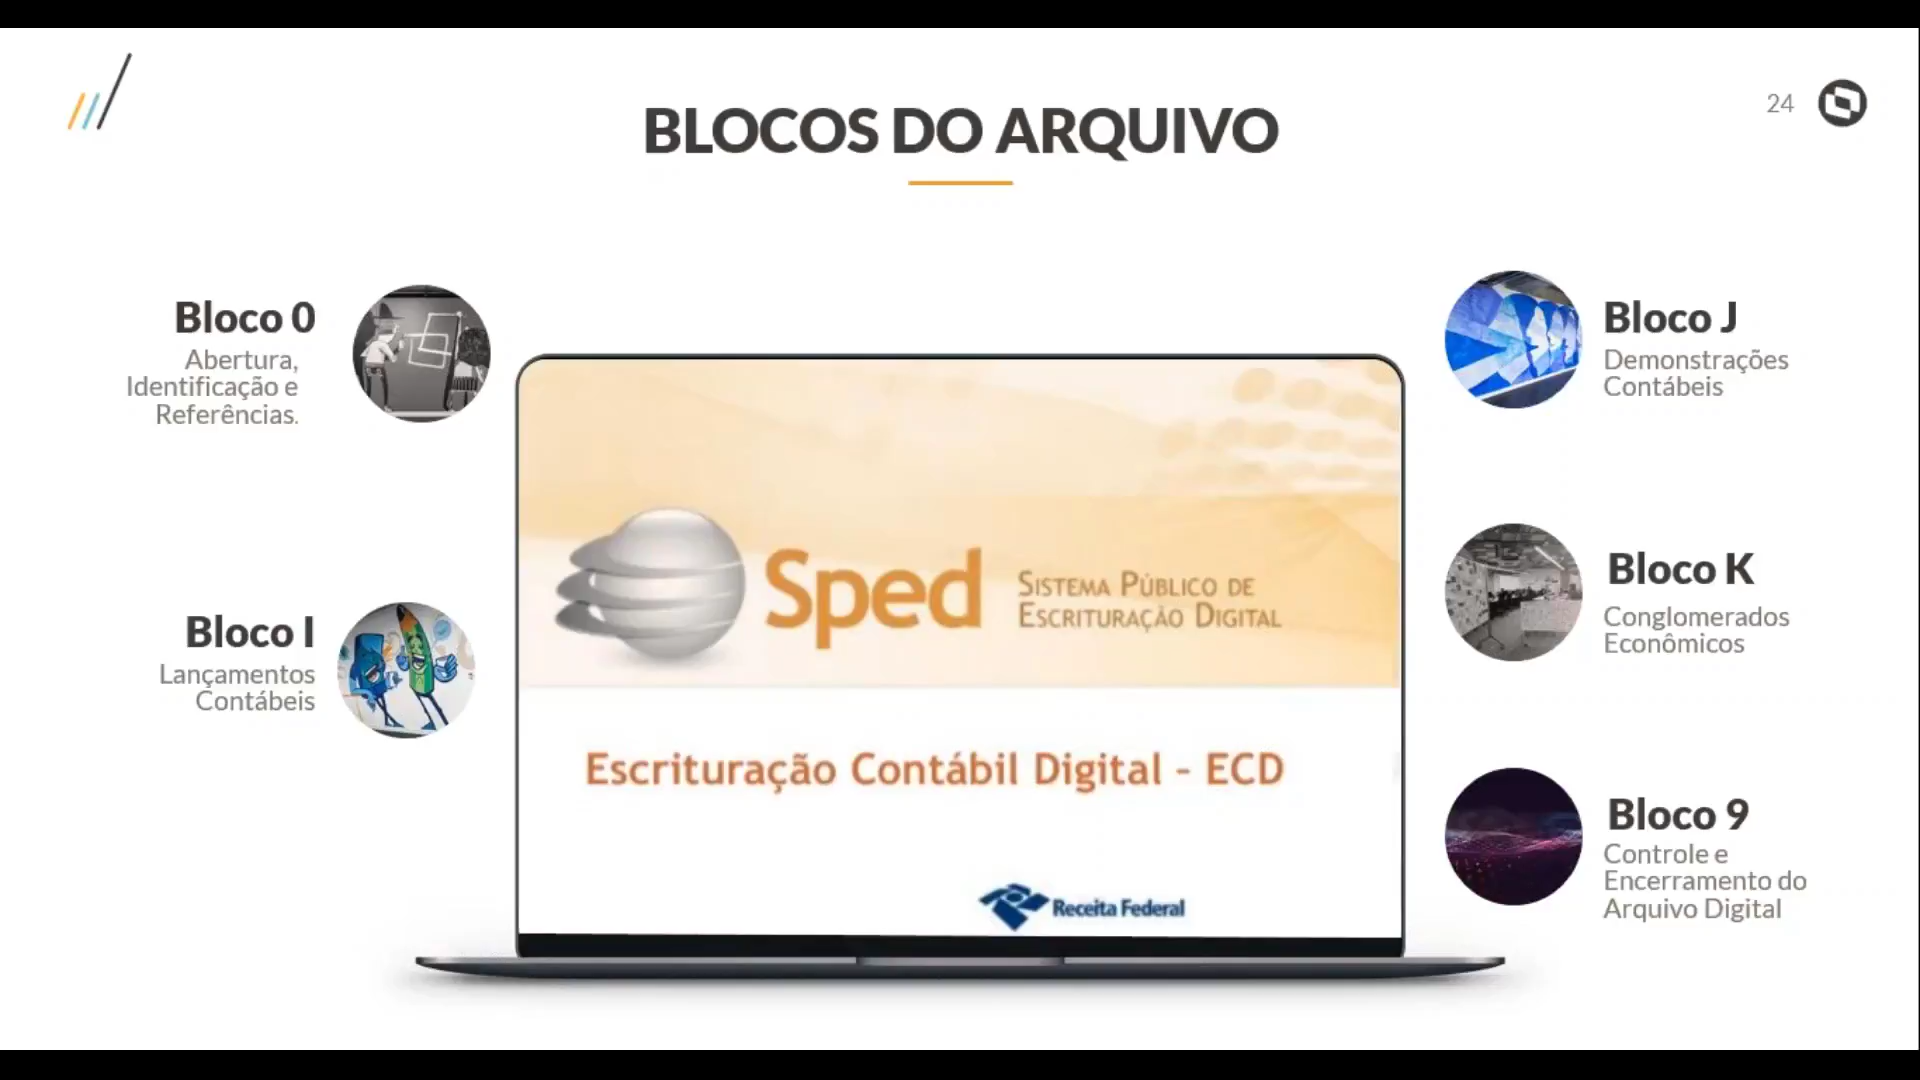 24
BLOCOS DO ARQUIVO
Bloco 0
Abertura,
Identificação e
Referências.
Bloco I
Lançamentos
Contábeis
Sped
SISTEMA PÚBLICO DE
ESCRITURAÇÃO DIGITAL
Escrituração Contábil Digital - ECD
Receita Federal
Bloco J
Demonstrações
Contábeis
Bloco K
Conglomerados
Econômicos
Bloco 9
Controle e
Encerramento do
Arquivo Digital